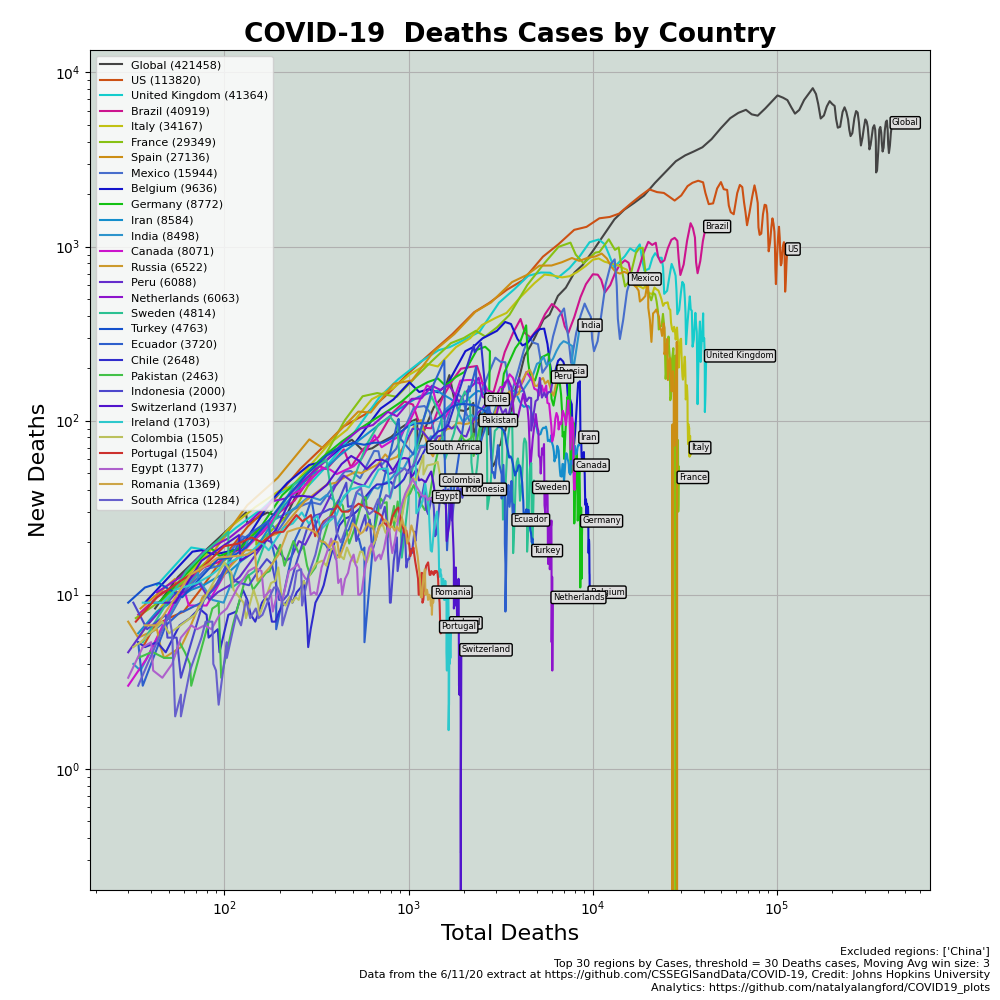 COVID-19  Deaths Cases by Country
Global (421458)
US (113820)
United Kingdom (41364)
Brazil (40919)
Italy (34167)
France (29349)
Spain (27136)
Mexico (15944)
Belgium (9636)
Germany (8772)
Iran (8584)
India (8498)
Canada (8071)
Russia (6522)
Peru (6088)
Netherlands (6063)
Sweden (4814)
Turkey (4763)
Ecuador (3720)
Chile (2648)
Pakistan (2463)
Indonesia (2000)
Switzerland (1937)
Ireland (1703)
Colombia (1505)
Portugal (1504)
Egypt (1377)
Romania (1369)
South Africa (1284)
10^4
10^3
10^2
10^1
10^0
New Deaths
Global
Brazil
US
Mexico
India
United Kingdom
Peru
Chile
Pakistan
Iran
South Africa
Italy
Canada
France
Colombia
Indonesia
Sweden
Egypt
Ecuador
Germany
Turkey
Romania
Netherlands
Portugal
Switzerland
10^2
10^3
10^4
10^5
Total Deaths
Excluded regions: ['China']
Top 30 regions by Cases, threshold = 30 Deaths cases, Moving Avg win size: 3
Data from the 6/11/20 extract at https://github.com/CSSEGISandData/COVID-19, Credit: Johns Hopkins University
Analytics: https://github.com/natalyalangford/COVID19_plots